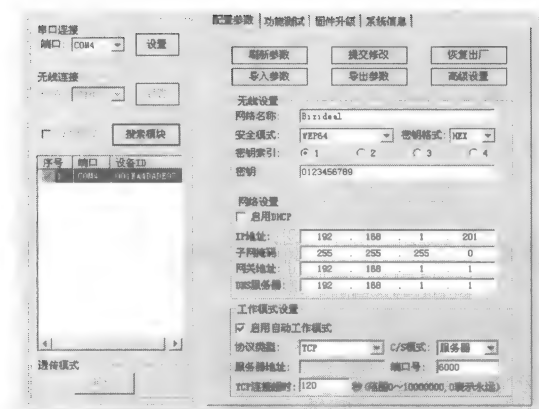 串口连接
端口: COM4 设置
无线连接
搜索模块
序号 端口 设备ID
1 COM4
透传模式
配置参数 功能测试 固件升级 系统信息
刷新参数 提交修改 恢复出厂
导入参数 导出参数 高级设置
无线设置
网络名称: Bizideal
安全模式: WEP64 密钥格式: HEX
密钥索引: 1 2 3 4
密钥 0123456789
网络设置
启用DHCP
IP地址: 192 . 168 . 1 . 201
子网掩码: 255 . 255 . 255 . 0
网关地址: 192 . 168 . 1 . 1
DNS服务器: 192 . 168 . 1 . 1
工作模式设置
启用自动工作模式
协议类型: TCP C/S模式: 服务器
服务器地址: 端口号: 6000
TCP连接超时: 120 秒(范围0~10000000,0表示永远)